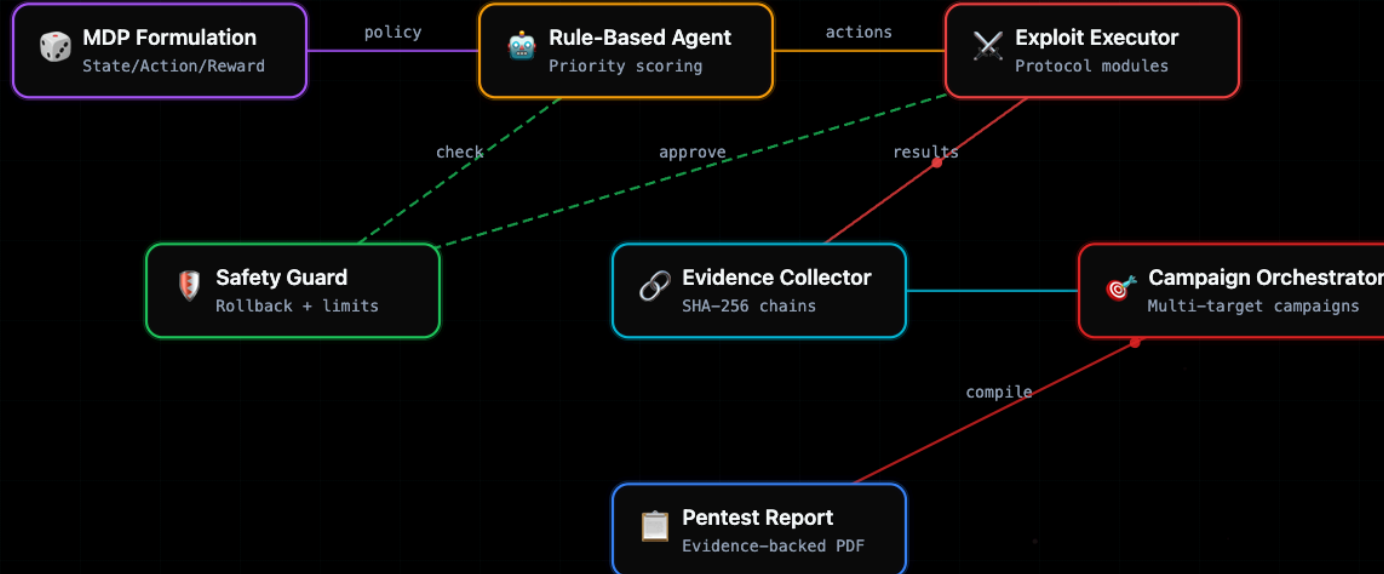 MDP Formulation
State/Action/Reward
policy
Rule-Based Agent
Priority scoring
actions
Exploit Executor
Protocol modules
check
approve
results
Safety Guard
Rollback + limits
Evidence Collector
SHA-256 chains
Campaign Orchestrator
Multi-target campaigns
compile
Pentest Report
Evidence-backed PDF